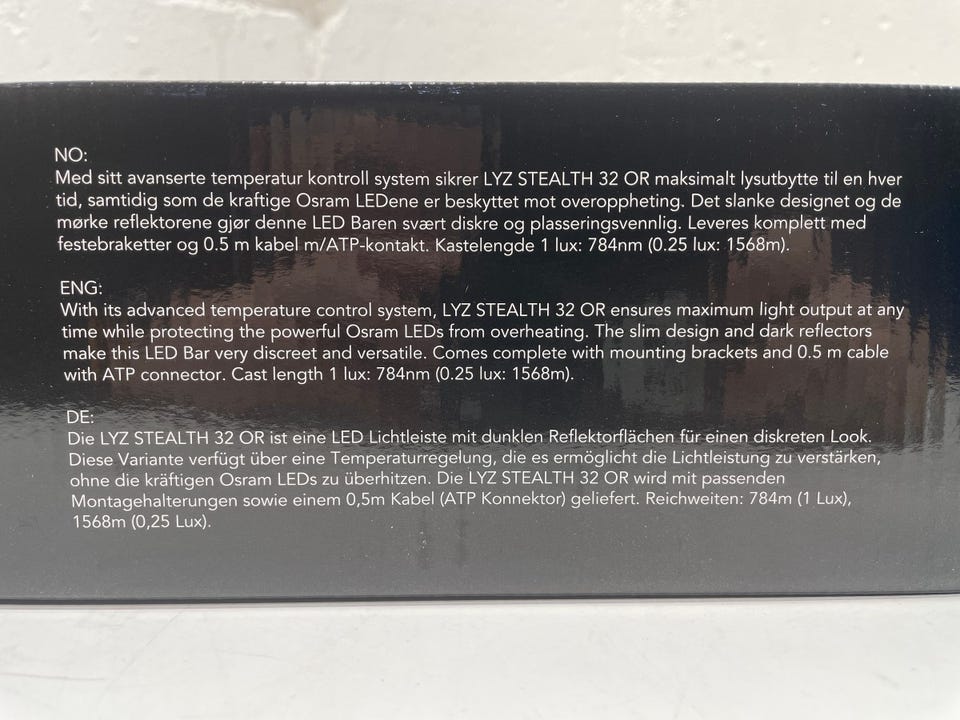 NO:
Med sitt avanserte temperatur kontroll system sikrer LYZ STEALTH 32 OR maksimalt lysutbytte til en hver
tid, samtidig som de kraftige Osram LEDene er beskyttet mot overoppheting. Det slanke designet og de
mørke reflektorene gjør denne LED Baren svært diskre og plasseringsvennlig. Leveres komplett med
festebraketter og 0.5 m kabel m/ATP-kontakt. Kastelengde 1 lux: 784nm (0.25 lux: 1568m).
ENG:
With its advanced temperature control system, LYZ STEALTH 32 OR ensures maximum light output at any
time while protecting the powerful Osram LEDs from overheating. The slim design and dark reflectors
make this LED Bar very discreet and versatile. Comes complete with mounting brackets and 0.5 m cable
with ATP connector. Cast length 1 lux: 784nm (0.25 lux: 1568m).
DE:
Die LYZ STEALTH 32 OR ist eine LED Lichtleiste mit dunklen Reflektorflächen für einen diskreten Look.
Diese Variante verfügt über eine Temperaturregelung, die es ermöglicht die Lichtleistung zu verstärken,
ohne die kräftigen Osram LEDs zu überhitzen. Die LYZ STEALTH 32 OR wird mit passenden
Montagehalterungen sowie einem 0,5m Kabel (ATP Konnektor) geliefert. Reichweiten: 784m (1 Lux),
1568m (0,25 Lux).